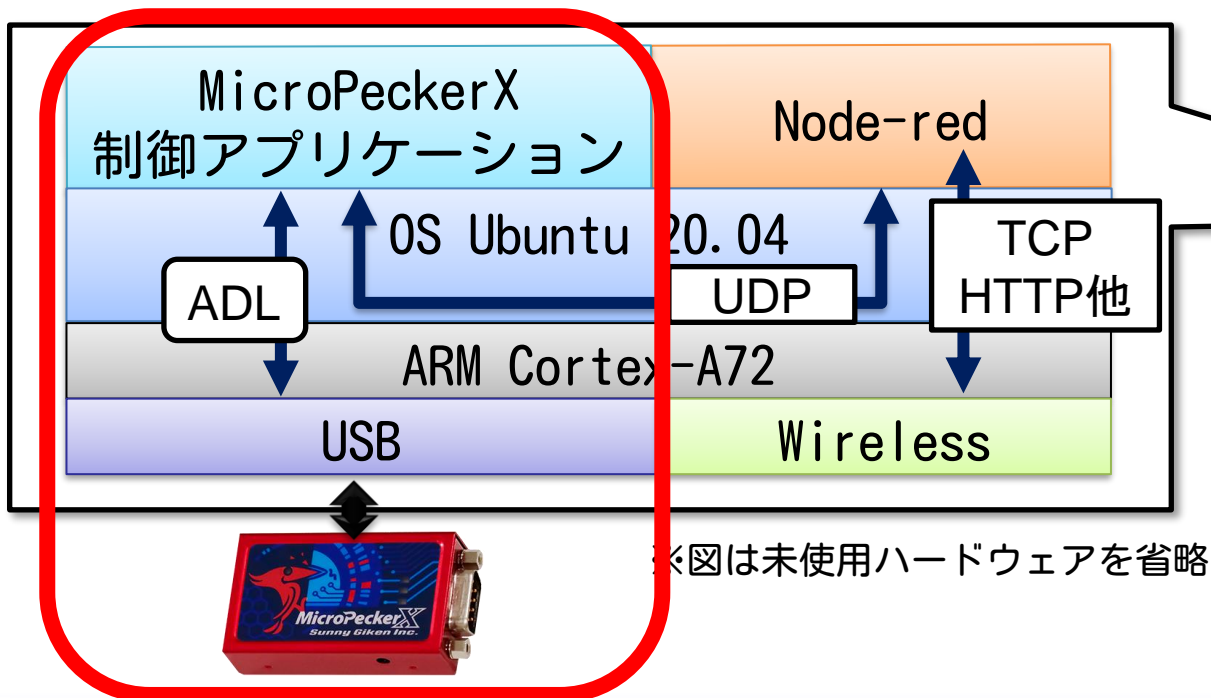 MicroPeckerX
制御アプリケーション
Node-red
OS Ubuntu 20.04
TCP
HTTP他
ADL
UDP
ARM Cortex-A72
USB
Wireless
※図は未使用ハードウェアを省略
MicroPeckerX
Sunny Giken Inc.